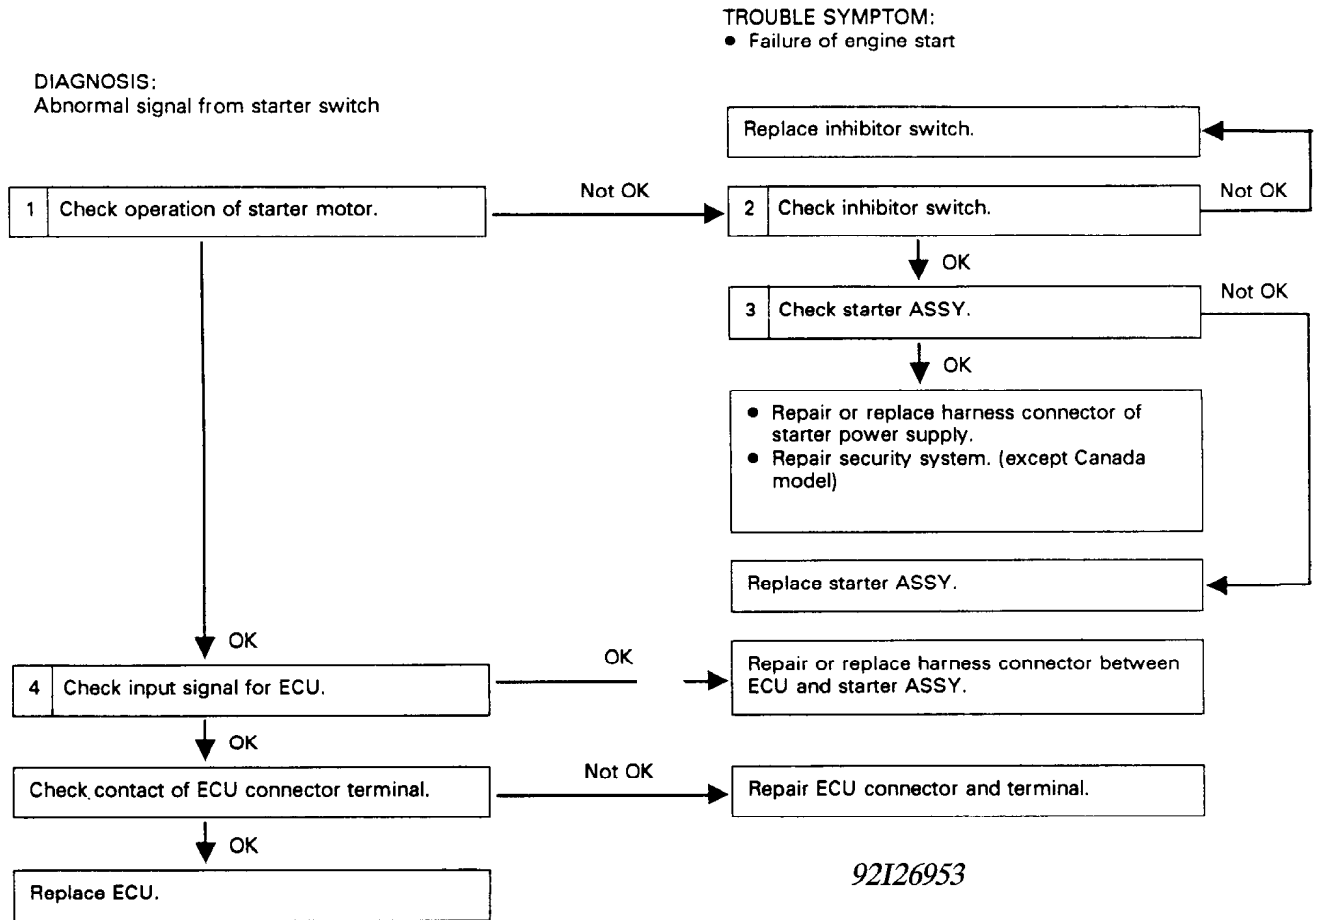 TROUBLE SYMPTOM:
● Failure of engine start
DIAGNOSIS:
Abnormal signal from starter switch
Replace inhibitor switch.
1 Check operation of starter motor.
Not OK
2 Check inhibitor switch.
Not OK
OK
3 Check starter ASSY.
Not OK
OK
● Repair or replace harness connector of
starter power supply.
● Repair security system. (except Canada
model)
Replace starter ASSY.
OK
4 Check input signal for ECU.
OK
Repair or replace harness connector between
ECU and starter ASSY.
OK
Check contact of ECU connector terminal.
Not OK
Repair ECU connector and terminal.
OK
Replace ECU.
92I26953